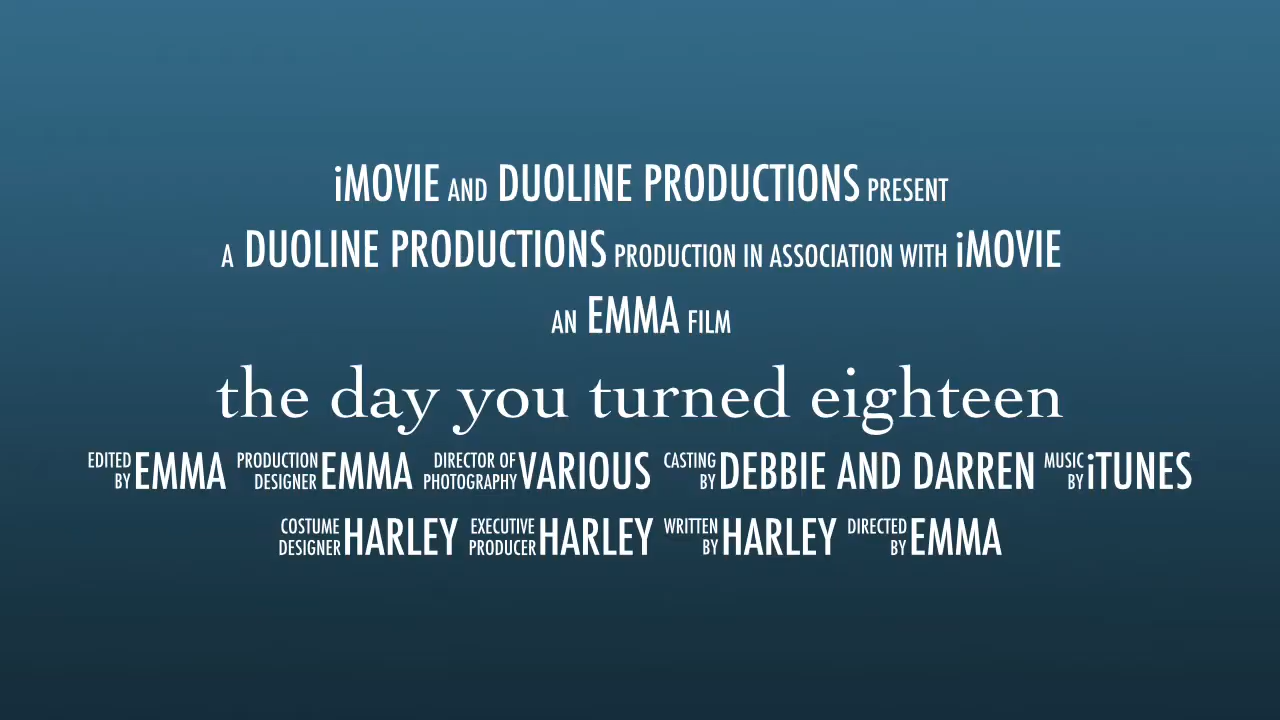 iMOVIE AND DUOLINE PRODUCTIONS PRESENT
A DUOLINE PRODUCTIONS PRODUCTION IN ASSOCIATION WITH iMOVIE
AN EMMA FILM
the day you turned eighteen
EDITED BY EMMA PRODUCTION DESIGNER EMMA DIRECTOR OF PHOTOGRAPHY VARIOUS CASTING BY DEBBIE AND DARREN MUSIC BY iTUNES
COSTUME DESIGNER HARLEY EXECUTIVE PRODUCER HARLEY WRITTEN BY HARLEY DIRECTED BY EMMA